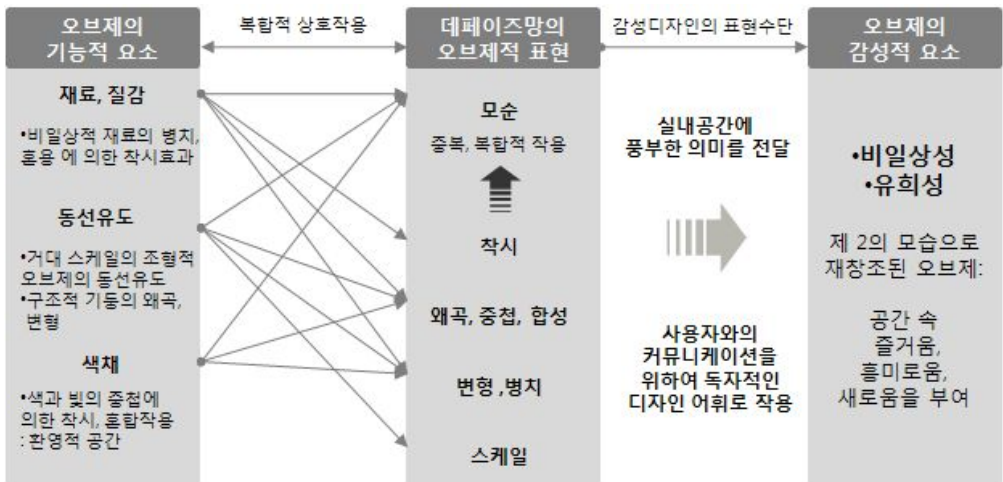 오브제의
기능적 요소
복합적 상호작용
데페이즈망의
오브제적 표현
감성디자인의 표현수단
오브제의
감성적 요소
재료, 질감
•비일상적 재료의 병치,
혼용 에 의한 착시효과
동선유도
•거대 스케일의 조형적
오브제의 동선유도
•구조적 기둥의 왜곡,
변형
색채
•색과 빛의 중첩에
의한 착시, 혼합작용
: 환영적 공간
모순
중복, 복합적 작용
착시
왜곡, 중첩, 합성
변형 ,병치
스케일
실내공간에
풍부한 의미를 전달
사용자와의
커뮤니케이션을
위하여 독자적인
디자인 어휘로 작용
•비일상성
•유희성
제 2의 모습으로
재창조된 오브제:
공간 속
즐거움,
흥미로움,
새로움을 부여